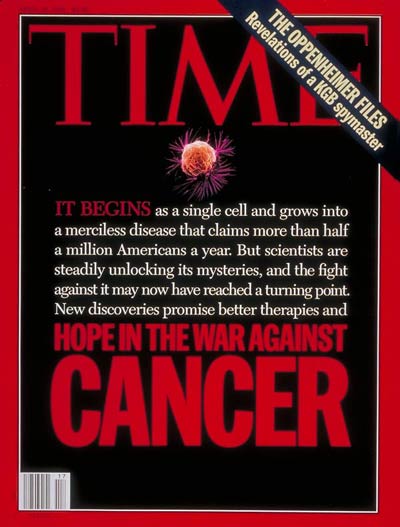 TIME
THE OPPENHEIMER FILES
Revelations of a KGB spymaster
IT BEGINS as a single cell and grows into
a merciless disease that claims more than half
a million Americans a year. But scientists are
steadily unlocking its mysteries, and the fight
against it may now have reached a turning point.
New discoveries promise better therapies and
HOPE IN THE WAR AGAINST
CANCER
17